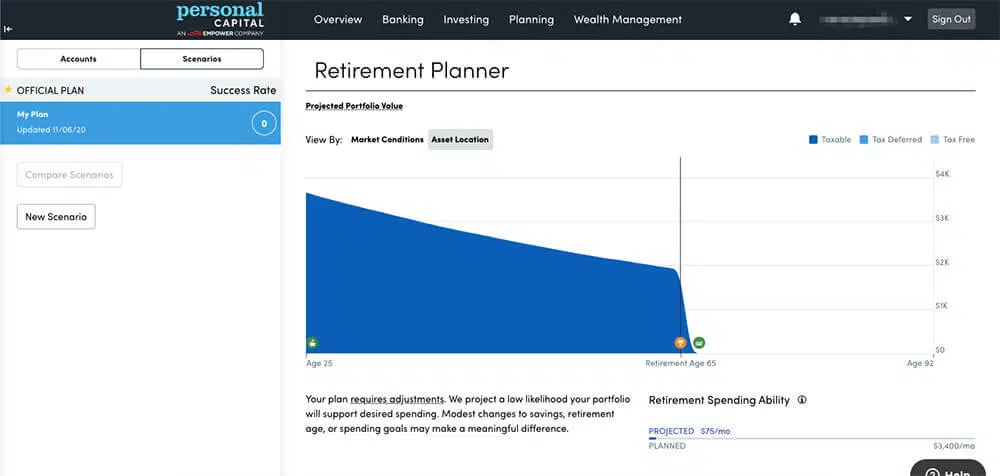 personal
CAPITAL
AN EMPOWER COMPANY
Overview Banking Investing Planning Wealth Management
Sign Out
Accounts Scenarios
OFFICIAL PLAN Success Rate
My Plan
Updated 11/06/20
0
Compare Scenarios
New Scenario
Retirement Planner
Projected Portfolio Value
View By: Market Conditions Asset Location
Taxable Tax Deferred Tax Free
$4K
$3K
$2K
$1K
$0
Age 25 Retirement Age 65 Age 92
Your plan requires adjustments. We project a low likelihood your portfolio
will support desired spending. Modest changes to savings, retirement
age, or spending goals may make a meaningful difference.
Retirement Spending Ability
PROJECTED $75/mo
PLANNED $3,400/mo
Help